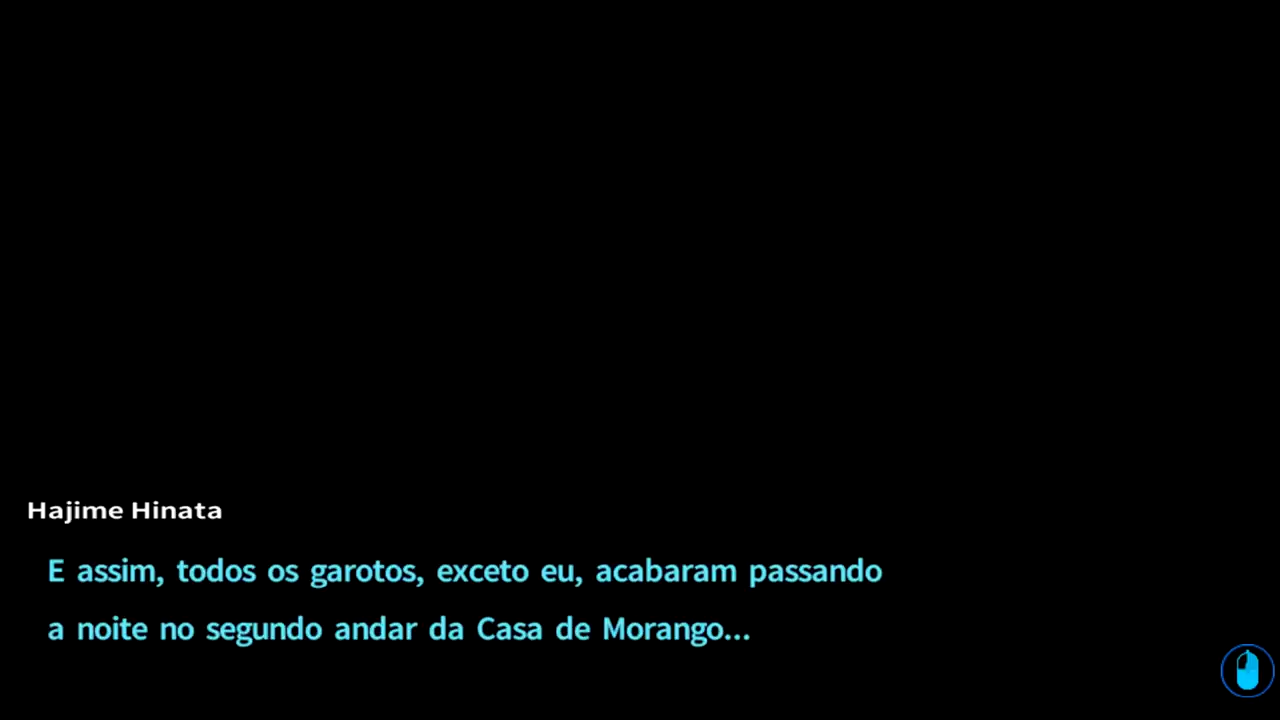 Hajime Hinata
E assim, todos os garotos, exceto eu, acabaram passando
a noite no segundo andar da Casa de Morango...